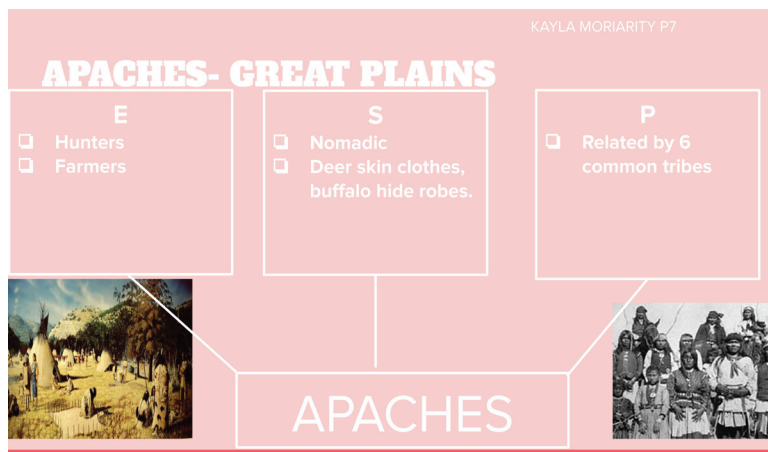 KAYLA MORIARITY P7
APACHES- GREAT PLAINS
E
Hunters
Farmers
S
Nomadic
Deer skin clothes,
buffalo hide robes.
P
Related by 6
common tribes
APACHES